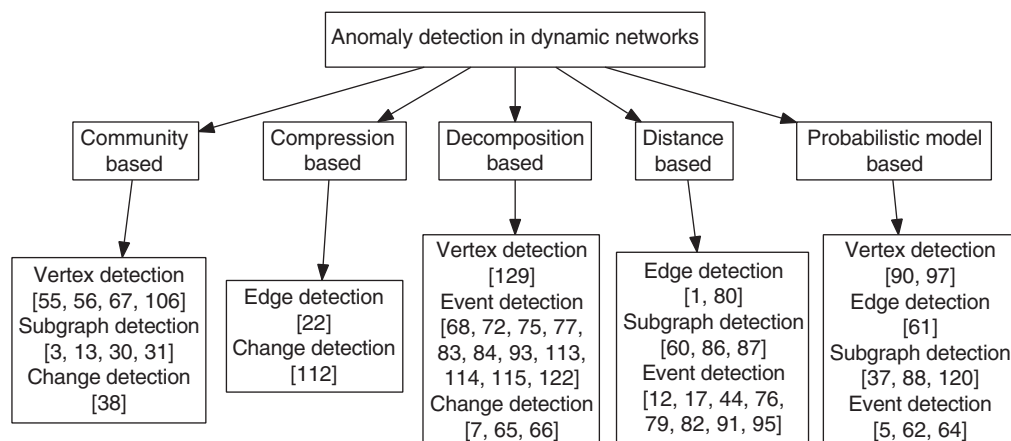 Anomaly detection in dynamic networks
Community
based
Compression
based
Decomposition
based
Distance
based
Probabilistic model
based
Vertex detection
[55, 56, 67, 106]
Subgraph detection
[3, 13, 30, 31]
Change detection
[38]
Edge detection
[22]
Change detection
[112]
Vertex detection
[129]
Event detection
[68, 72, 75, 77,
83, 84, 93, 113,
114, 115, 122]
Change detection
[7, 65, 66]
Edge detection
[1, 80]
Subgraph detection
[60, 86, 87]
Event detection
[12, 17, 44, 76,
79, 82, 91, 95]
Vertex detection
[90, 97]
Edge detection
[61]
Subgraph detection
[37, 88, 120]
Event detection
[5, 62, 64]